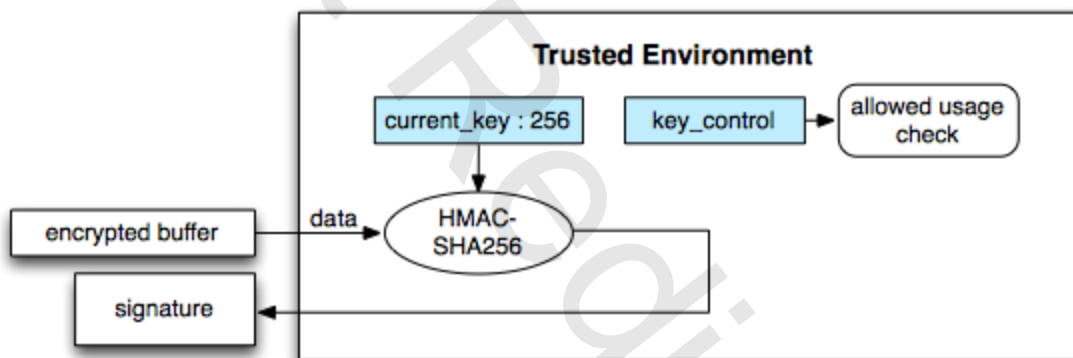 Trusted Environment
current_key : 256
key_control
allowed usage
check
encrypted buffer
data
HMAC-
SHA256
signature